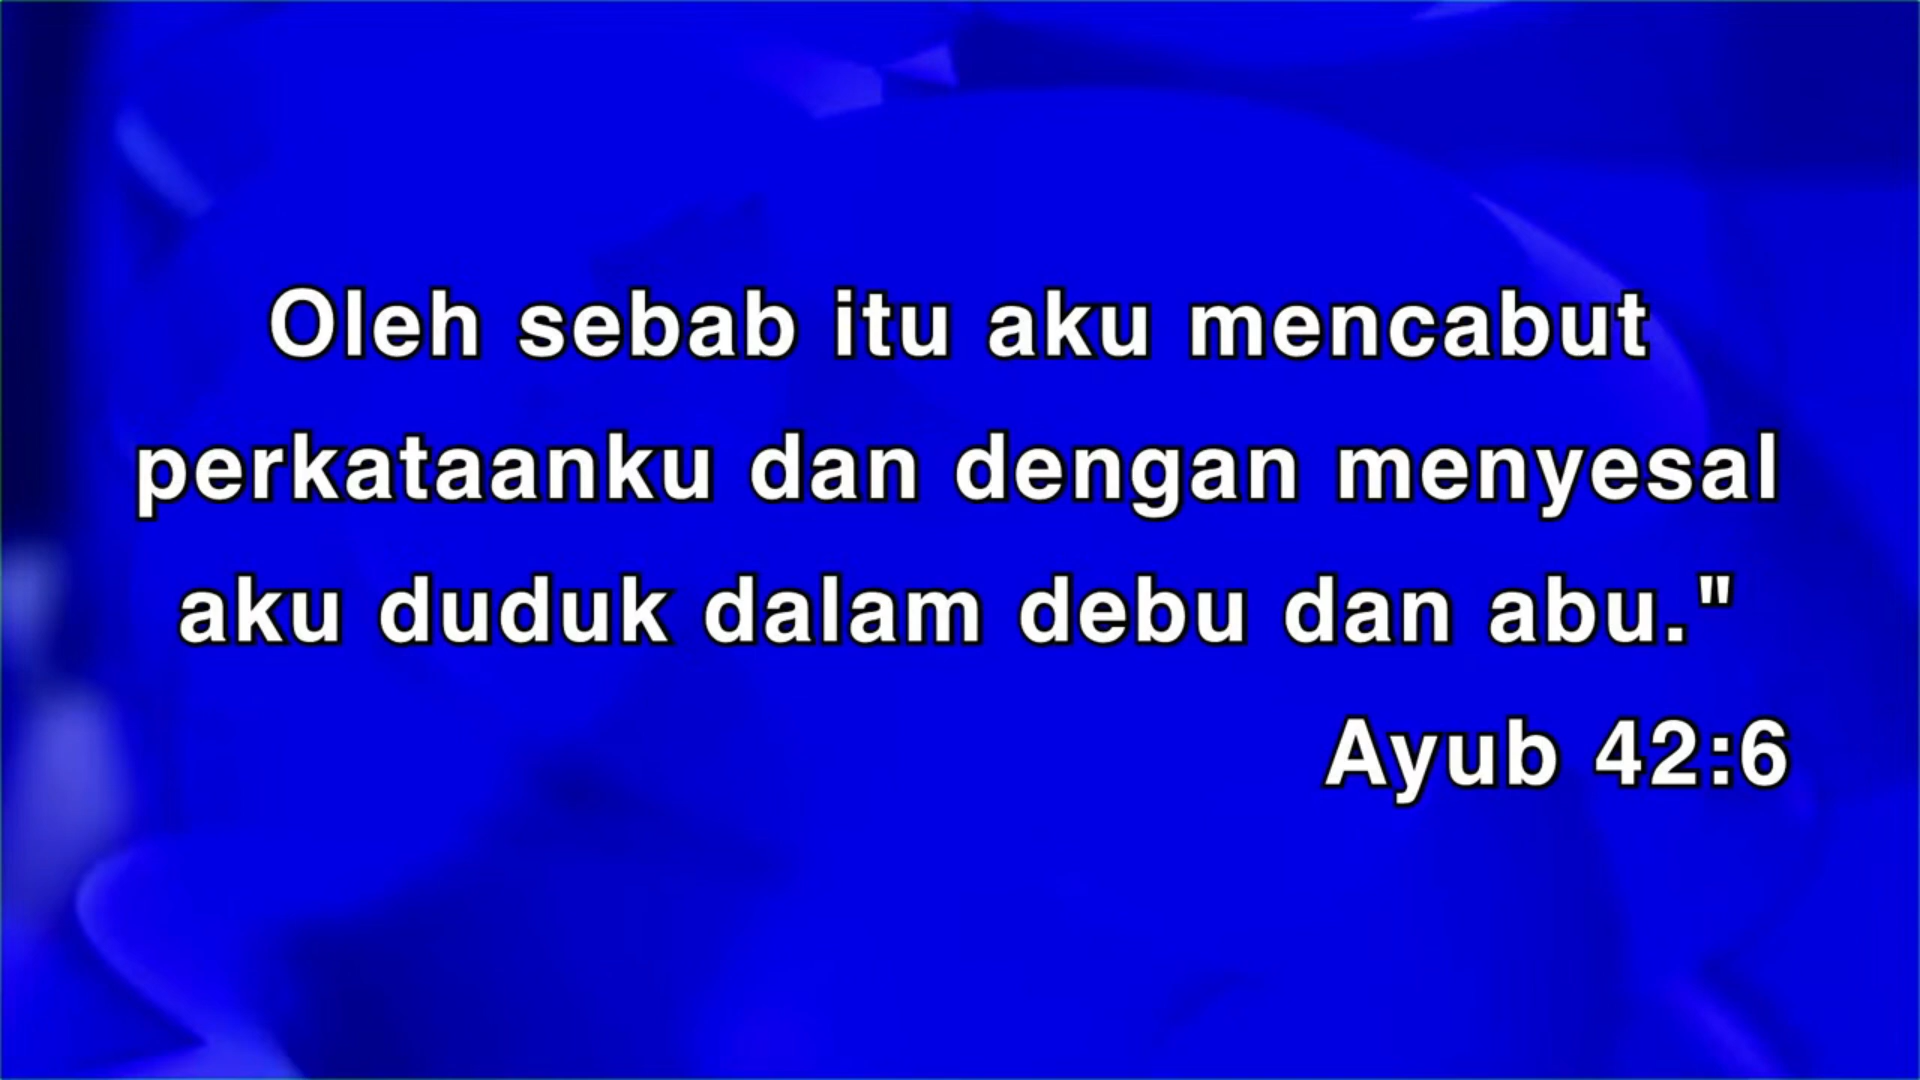 Oleh sebab itu aku mencabut
perkataanku dan dengan menyesal
aku duduk dalam debu dan abu."
Ayub 42:6